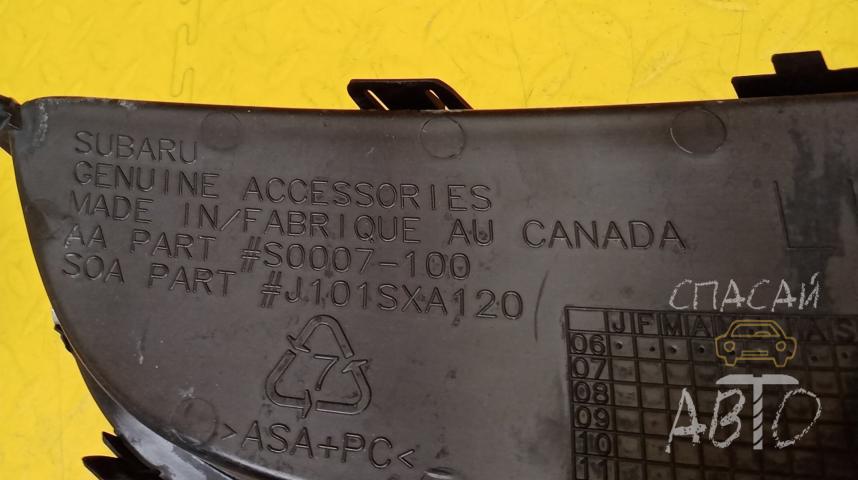 SUBARU
GENUINE ACCESSORIES
MADE IN/FABRIQUE AU CANADA
AA PART #S0007-100
SOA PART #J101SXA120
7
>ASA+PC<
J F M A A S
06
07
08
09
10
11
СПАСАЙ
АВТО